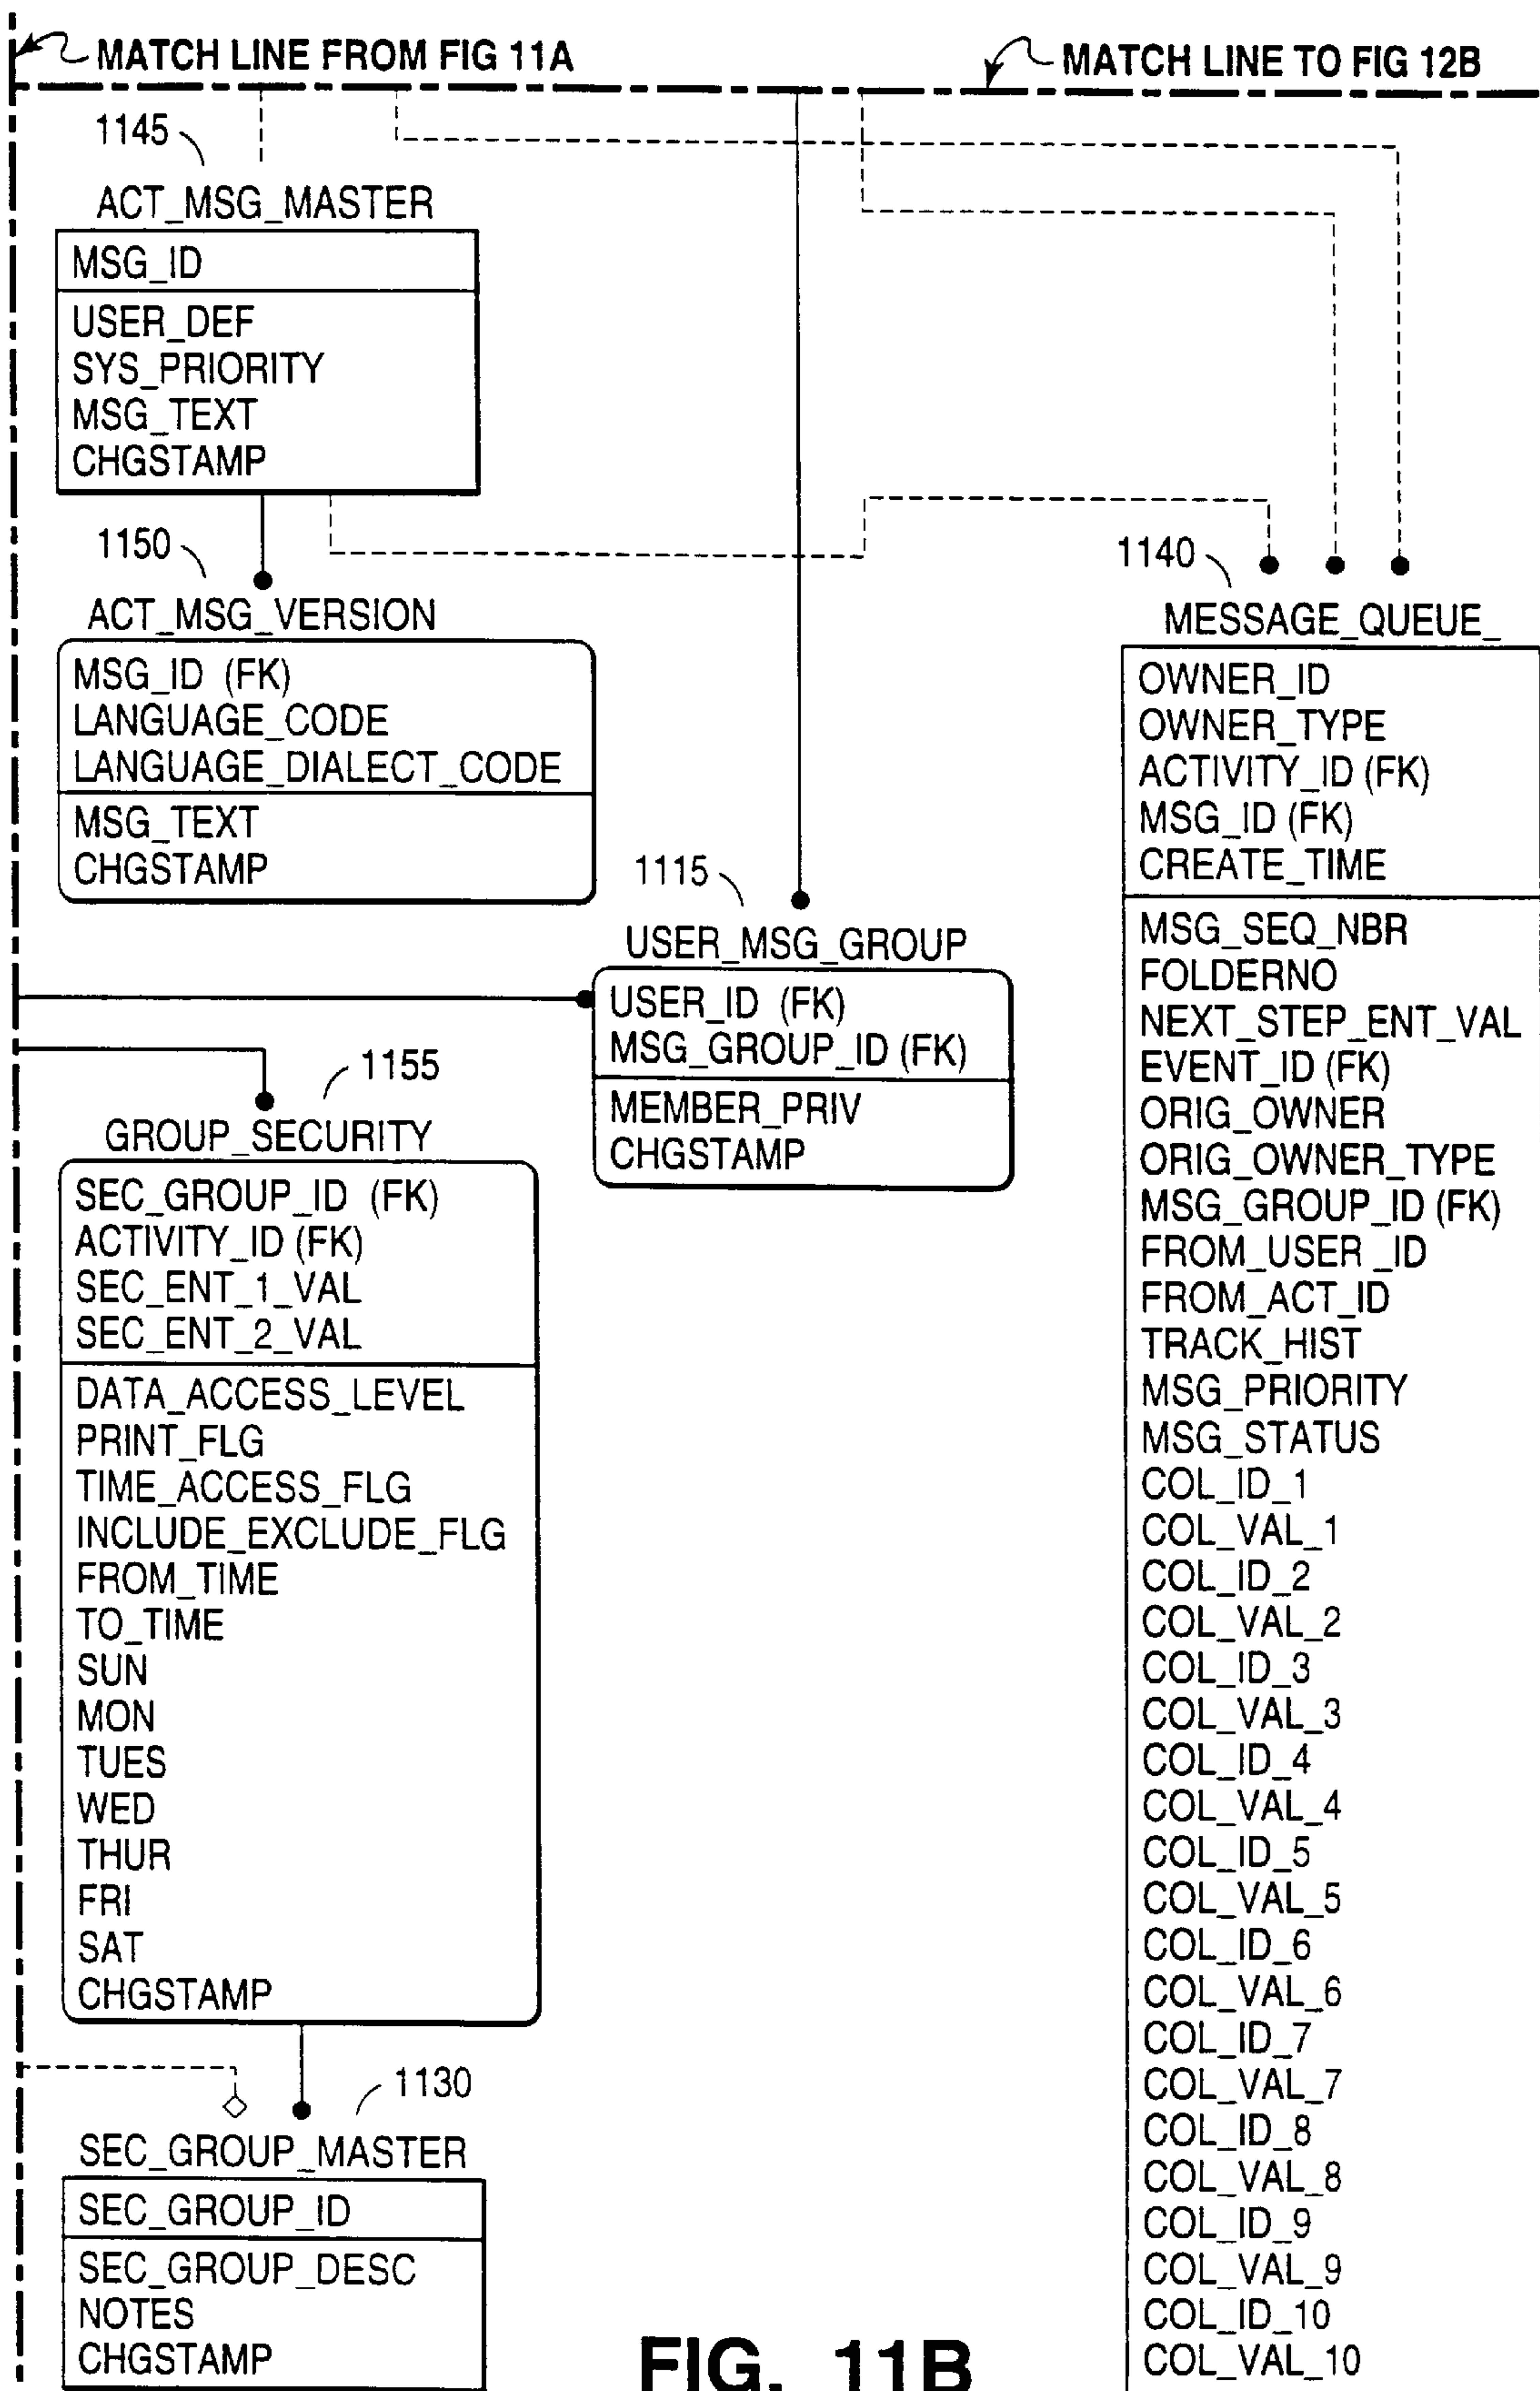 MATCH LINE FROM FIG 11A
MATCH LINE TO FIG 12B
1145
ACT_MSG_MASTER
MSG_ID
USER_DEF
SYS_PRIORITY
MSG_TEXT
CHGSTAMP
1150
ACT_MSG_VERSION
MSG_ID (FK)
LANGUAGE_CODE
LANGUAGE_DIALECT_CODE
MSG_TEXT
CHGSTAMP
1115
USER_MSG_GROUP
USER_ID (FK)
MSG_GROUP_ID (FK)
MEMBER_PRIV
CHGSTAMP
1155
GROUP_SECURITY
SEC_GROUP_ID (FK)
ACTIVITY_ID (FK)
SEC_ENT_1_VAL
SEC_ENT_2_VAL
DATA_ACCESS_LEVEL
PRINT_FLG
TIME_ACCESS_FLG
INCLUDE_EXCLUDE_FLG
FROM_TIME
TO_TIME
SUN
MON
TUES
WED
THUR
FRI
SAT
CHGSTAMP
1130
SEC_GROUP_MASTER
SEC_GROUP_ID
SEC_GROUP_DESC
NOTES
CHGSTAMP
1140
MESSAGE_QUEUE_
OWNER_ID
OWNER_TYPE
ACTIVITY_ID (FK)
MSG_ID (FK)
CREATE_TIME
MSG_SEQ_NBR
FOLDERNO
NEXT_STEP_ENT_VAL
EVENT_ID (FK)
ORIG_OWNER
ORIG_OWNER_TYPE
MSG_GROUP_ID (FK)
FROM_USER _ID
FROM_ACT_ID
TRACK_HIST
MSG_PRIORITY
MSG_STATUS
COL_ID_1
COL_VAL_1
COL_ID_2
COL_VAL_2
COL_ID_3
COL_VAL_3
COL_ID_4
COL_VAL_4
COL_ID_5
COL_VAL_5
COL_ID_6
COL_VAL_6
COL_ID_7
COL_VAL_7
COL_ID_8
COL_VAL_8
COL_ID_9
COL_VAL_9
COL_ID_10
COL_VAL_10
FIG. 11B